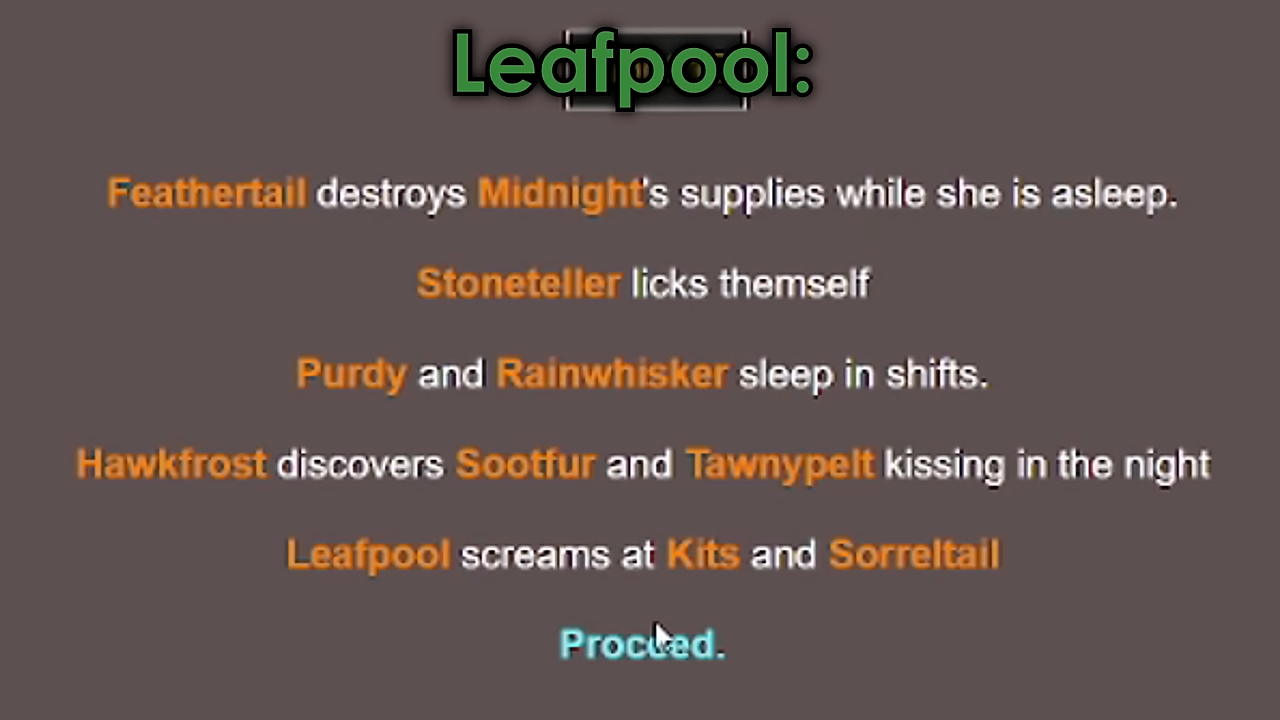 Leafpool:
Feathertail destroys Midnight's supplies while she is asleep.
Stoneteller licks themself
Purdy and Rainwhisker sleep in shifts.
Hawkfrost discovers Sootfur and Tawnypelt kissing in the night
Leafpool screams at Kits and Sorreltail
Proceed.